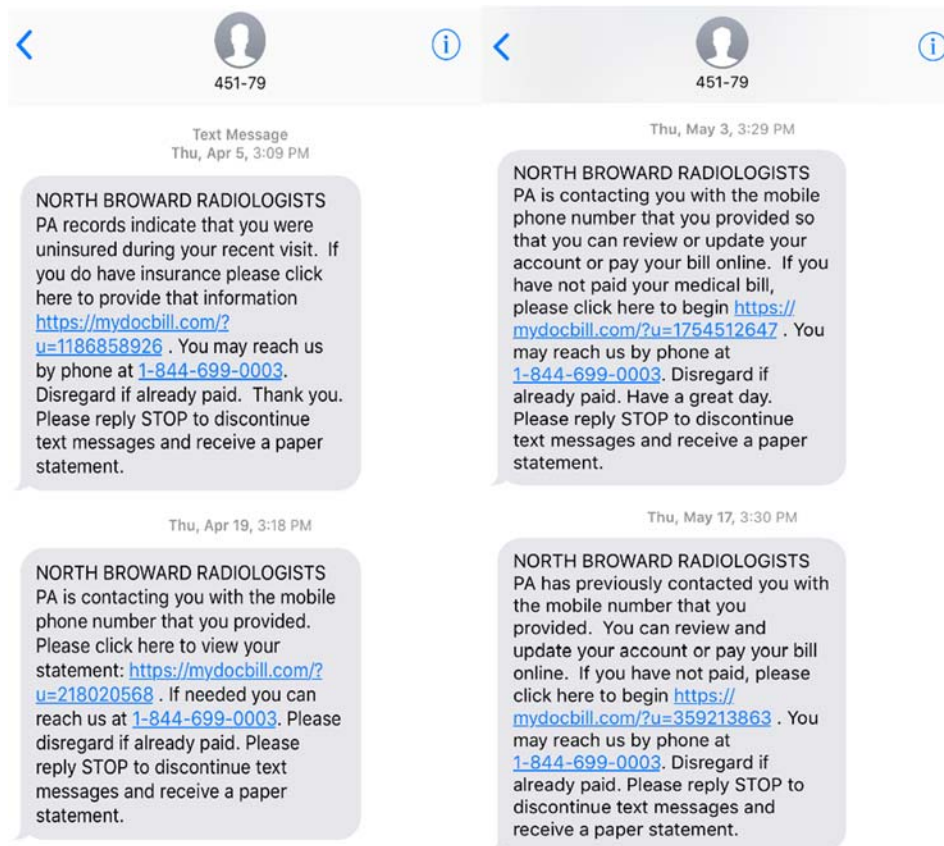 451-79
Text Message
Thu, Apr 5, 3:09 PM
NORTH BROWARD RADIOLOGISTS
PA records indicate that you were
uninsured during your recent visit.  If
you do have insurance please click
here to provide that information
https://mydocbill.com/?
u=1186858926 . You may reach us
by phone at 1-844-699-0003.
Disregard if already paid.  Thank you.
Please reply STOP to discontinue
text messages and receive a paper
statement.
Thu, Apr 19, 3:18 PM
NORTH BROWARD RADIOLOGISTS
PA is contacting you with the mobile
phone number that you provided.
Please click here to view your
statement: https://mydocbill.com/?
u=218020568 . If needed you can
reach us at 1-844-699-0003. Please
disregard if already paid. Please
reply STOP to discontinue text
messages and receive a paper
statement.
451-79
Thu, May 3, 3:29 PM
NORTH BROWARD RADIOLOGISTS
PA is contacting you with the mobile
phone number that you provided so
that you can review or update your
account or pay your bill online.  If you
have not paid your medical bill,
please click here to begin https://
mydocbill.com/?u=1754512647 . You
may reach us by phone at
1-844-699-0003. Disregard if
already paid. Have a great day.
Please reply STOP to discontinue
text messages and receive a paper
statement.
Thu, May 17, 3:30 PM
NORTH BROWARD RADIOLOGISTS
PA has previously contacted you with
the mobile number that you
provided.  You can review and
update your account or pay your bill
online.  If you have not paid, please
click here to begin https://
mydocbill.com/?u=359213863 . You
may reach us by phone at
1-844-699-0003. Disregard if
already paid. Please reply STOP to
discontinue text messages and
receive a paper statement.